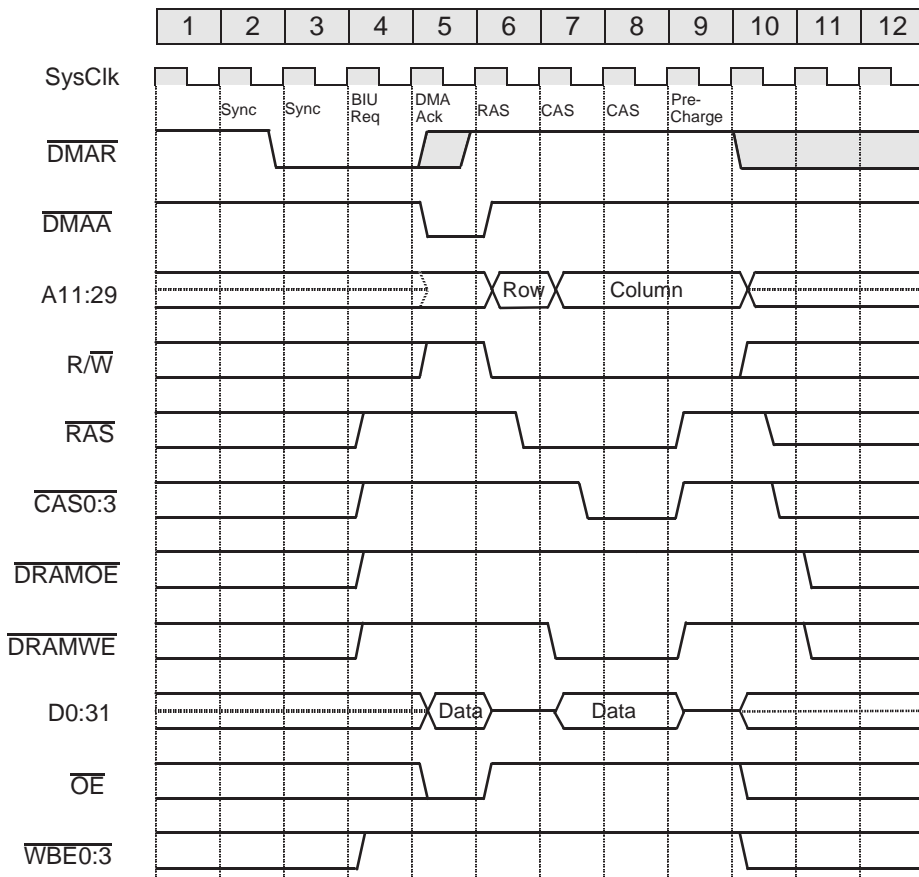 1 2 3 4 5 6 7 8 9 10 11 12
SysClk
Sync Sync BIU Req DMA Ack RAS CAS CAS Pre-Charge
DMAR
DMAA
A11:29 Row Column
R/W
RAS
CAS0:3
DRAMOE
DRAMWE
D0:31 Data Data
OE
WBE0:3